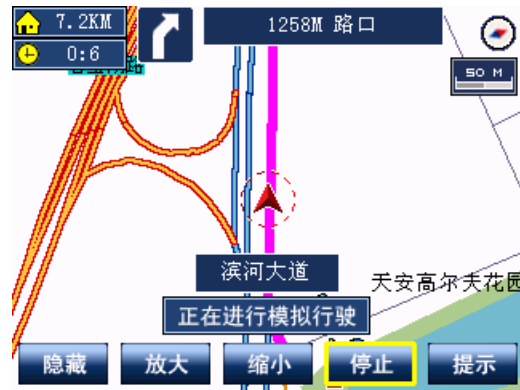 7.2KM
1258M 路口
0:6
50 M
滨河大道
天安高尔夫花园
正在进行模拟行驶
隐藏
放大
缩小
停止
提示